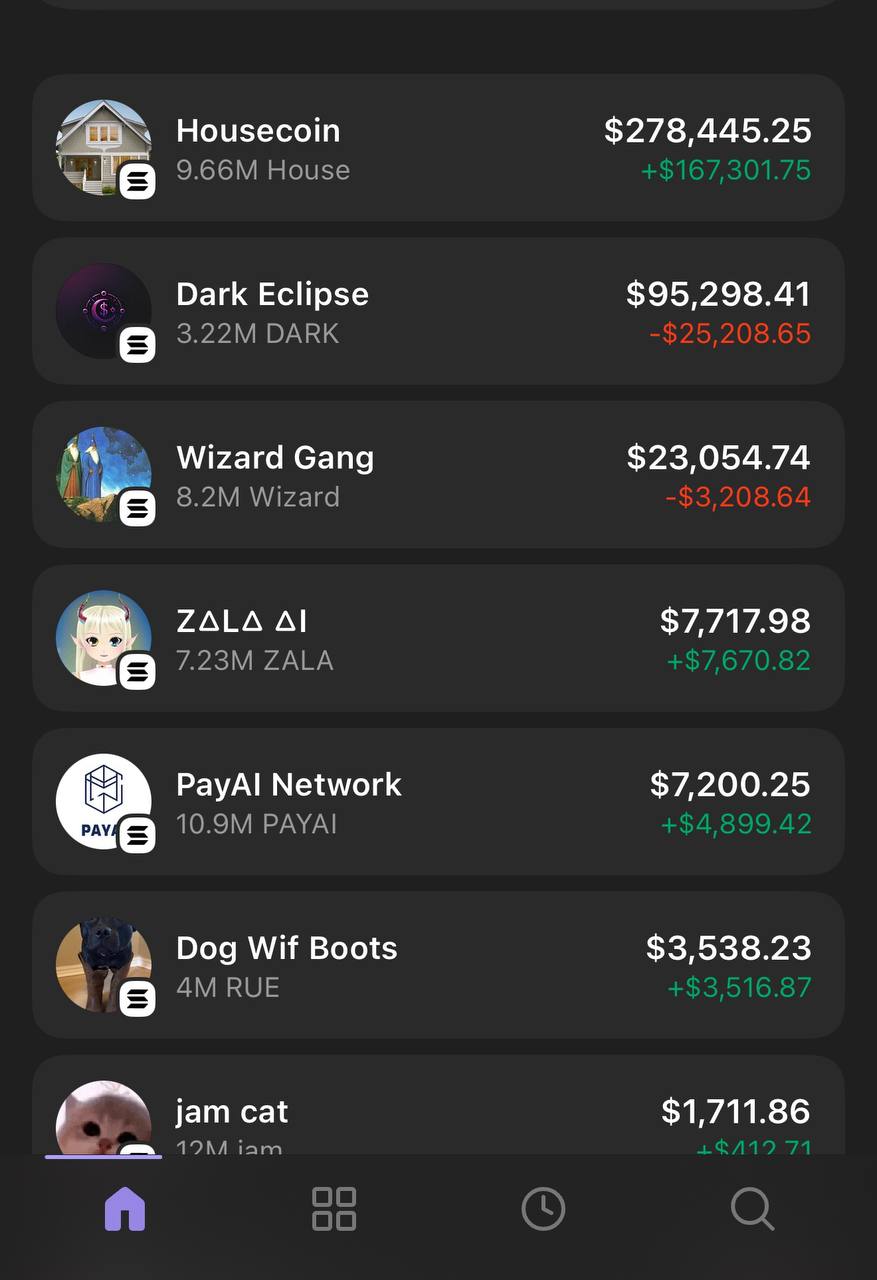 Housecoin
$278,445.25
9.66M House
+$167,301.75
Dark Eclipse
$95,298.41
3.22M DARK
-$25,208.65
Wizard Gang
$23,054.74
8.2M Wizard
-$3,208.64
Z∆L∆ ∆I
$7,717.98
7.23M ZALA
+$7,670.82
PAYA
PayAI Network
$7,200.25
10.9M PAYAI
+$4,899.42
Dog Wif Boots
$3,538.23
4M RUE
+$3,516.87
jam cat
$1,711.86
12M jam
+$412.71